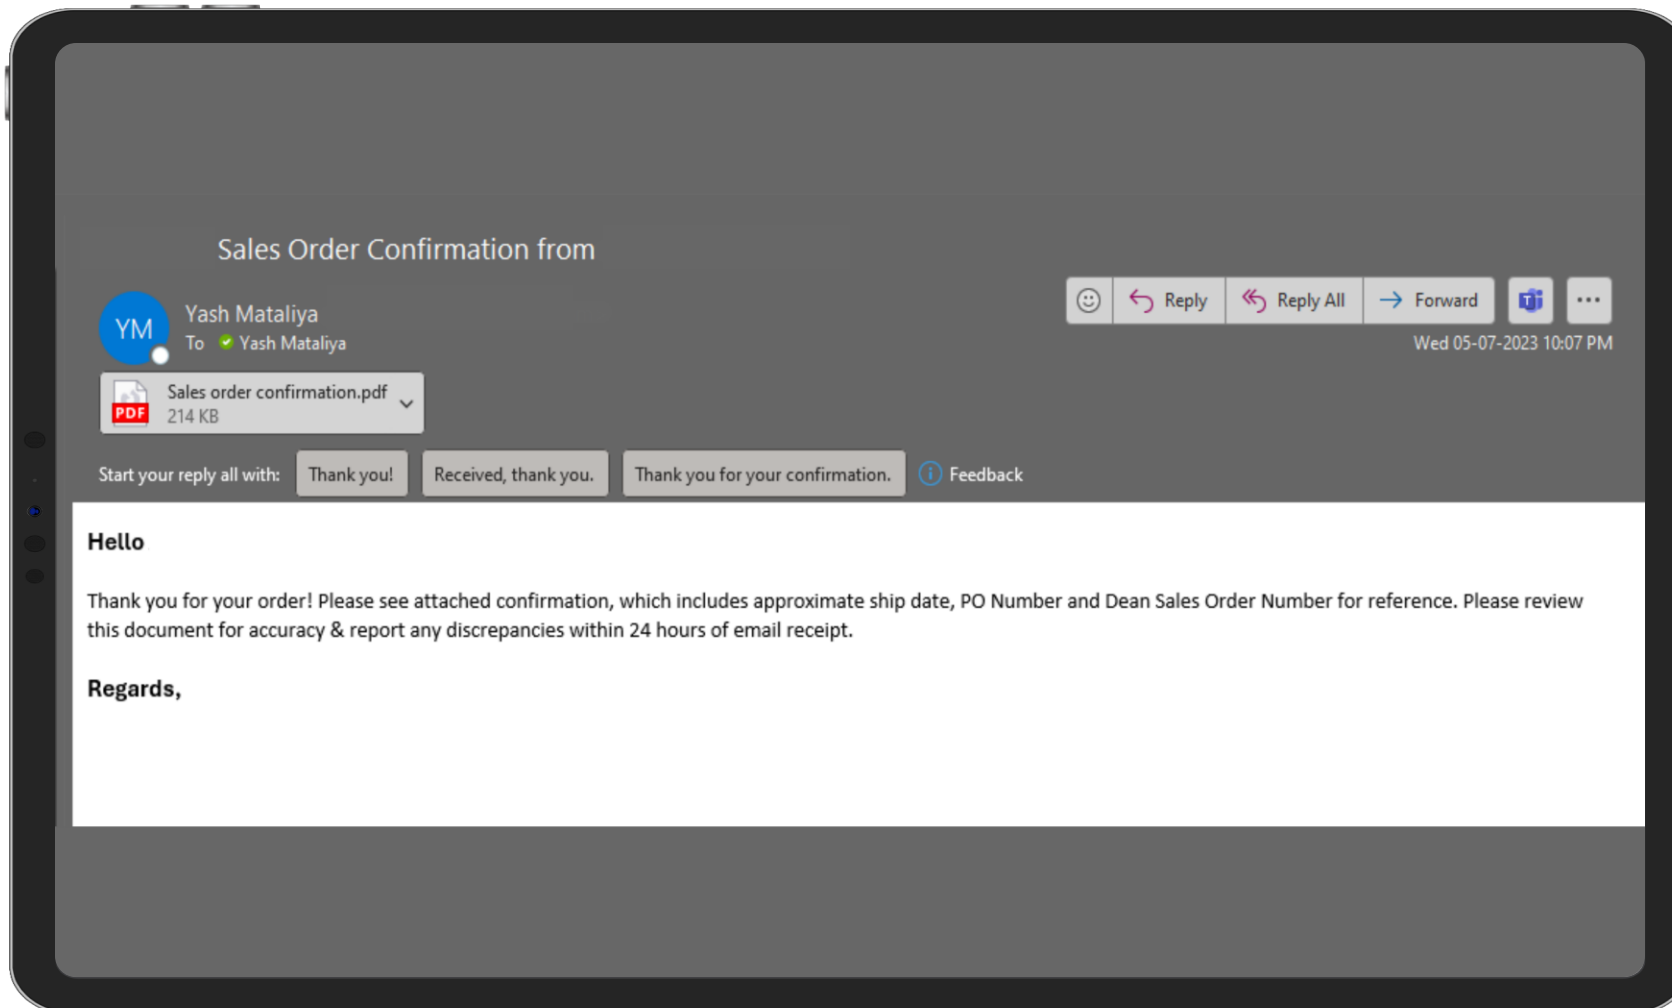 Sales Order Confirmation from
YM
Yash Mataliya
To Yash Mataliya
Reply
Reply All
Forward
Wed 05-07-2023 10:07 PM
PDF
Sales order confirmation.pdf
214 KB
Start your reply all with:
Thank you!
Received, thank you.
Thank you for your confirmation.
Feedback
Hello
Thank you for your order! Please see attached confirmation, which includes approximate ship date, PO Number and Dean Sales Order Number for reference. Please review
this document for accuracy & report any discrepancies within 24 hours of email receipt.
Regards,